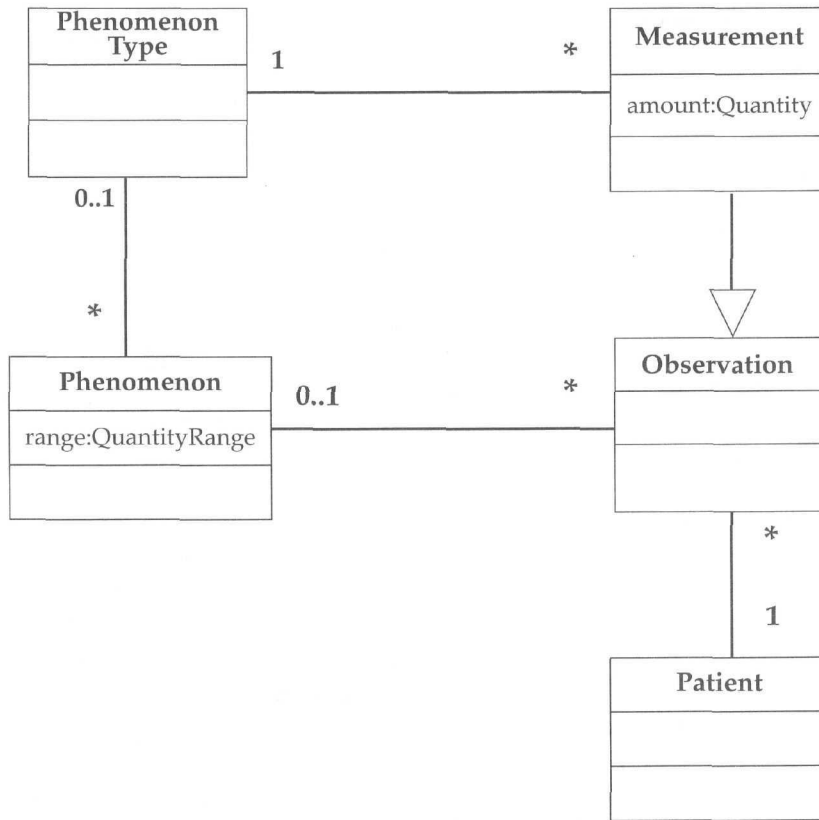 Phenomenon
Type
1
*
Measurement
amount:Quantity
0..1
*
Phenomenon
range:QuantityRange
0..1
*
Observation
*
1
Patient